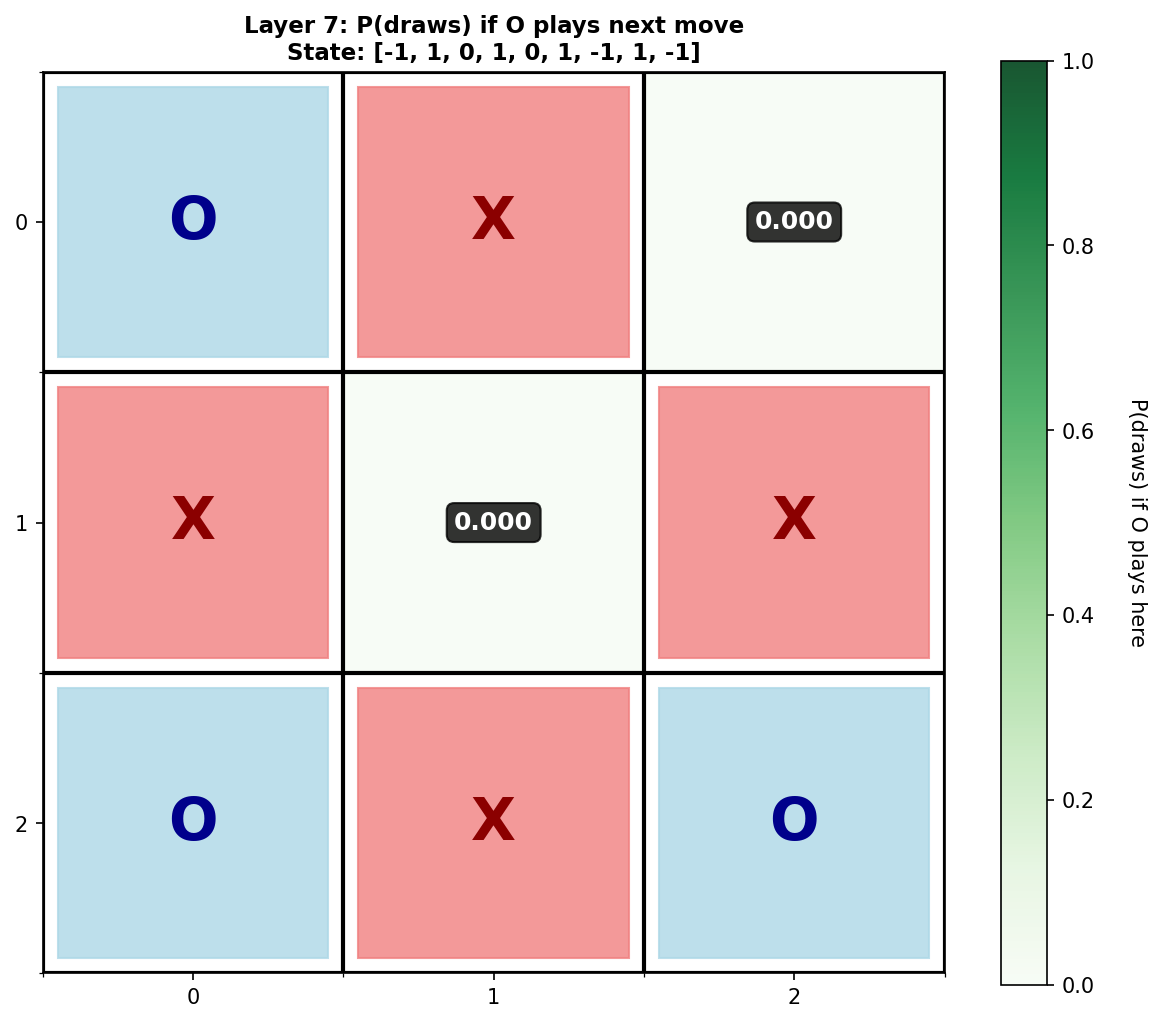 Layer 7: P(draws) if O plays next move
State: [-1, 1, 0, 1, 0, 1, -1, 1, -1]
O
X
0.000
X
0.000
X
O
X
O
0
1
2
0
1
2
1.0
0.8
0.6
0.4
0.2
0.0
P(draws) if O plays here